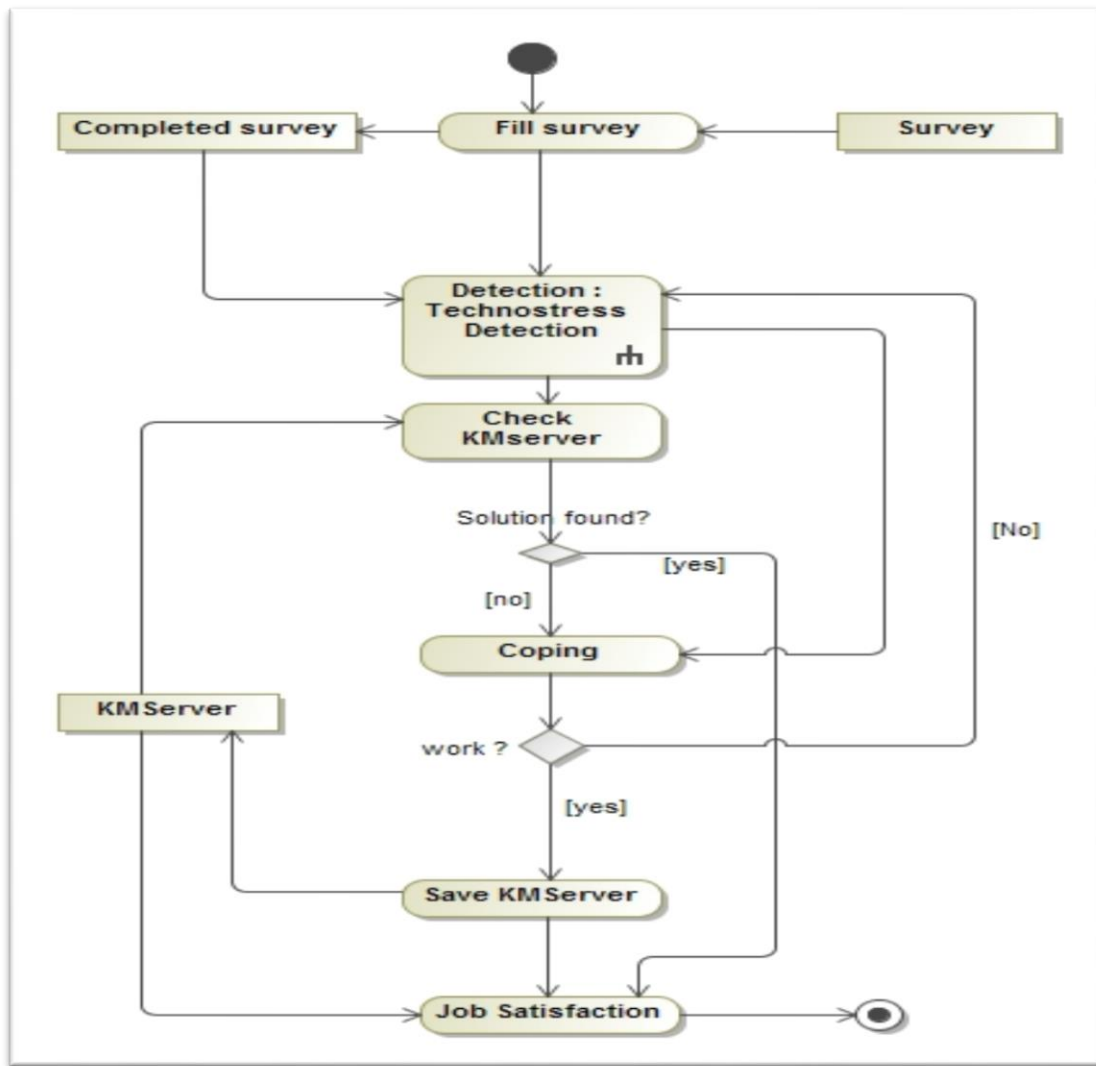 Completed survey
Fill survey
Survey
Detection :
Technostress
Detection
Check
KMserver
Solution found?
[yes]
[No]
[no]
Coping
KMServer
work ?
[yes]
Save KMServer
Job Satisfaction